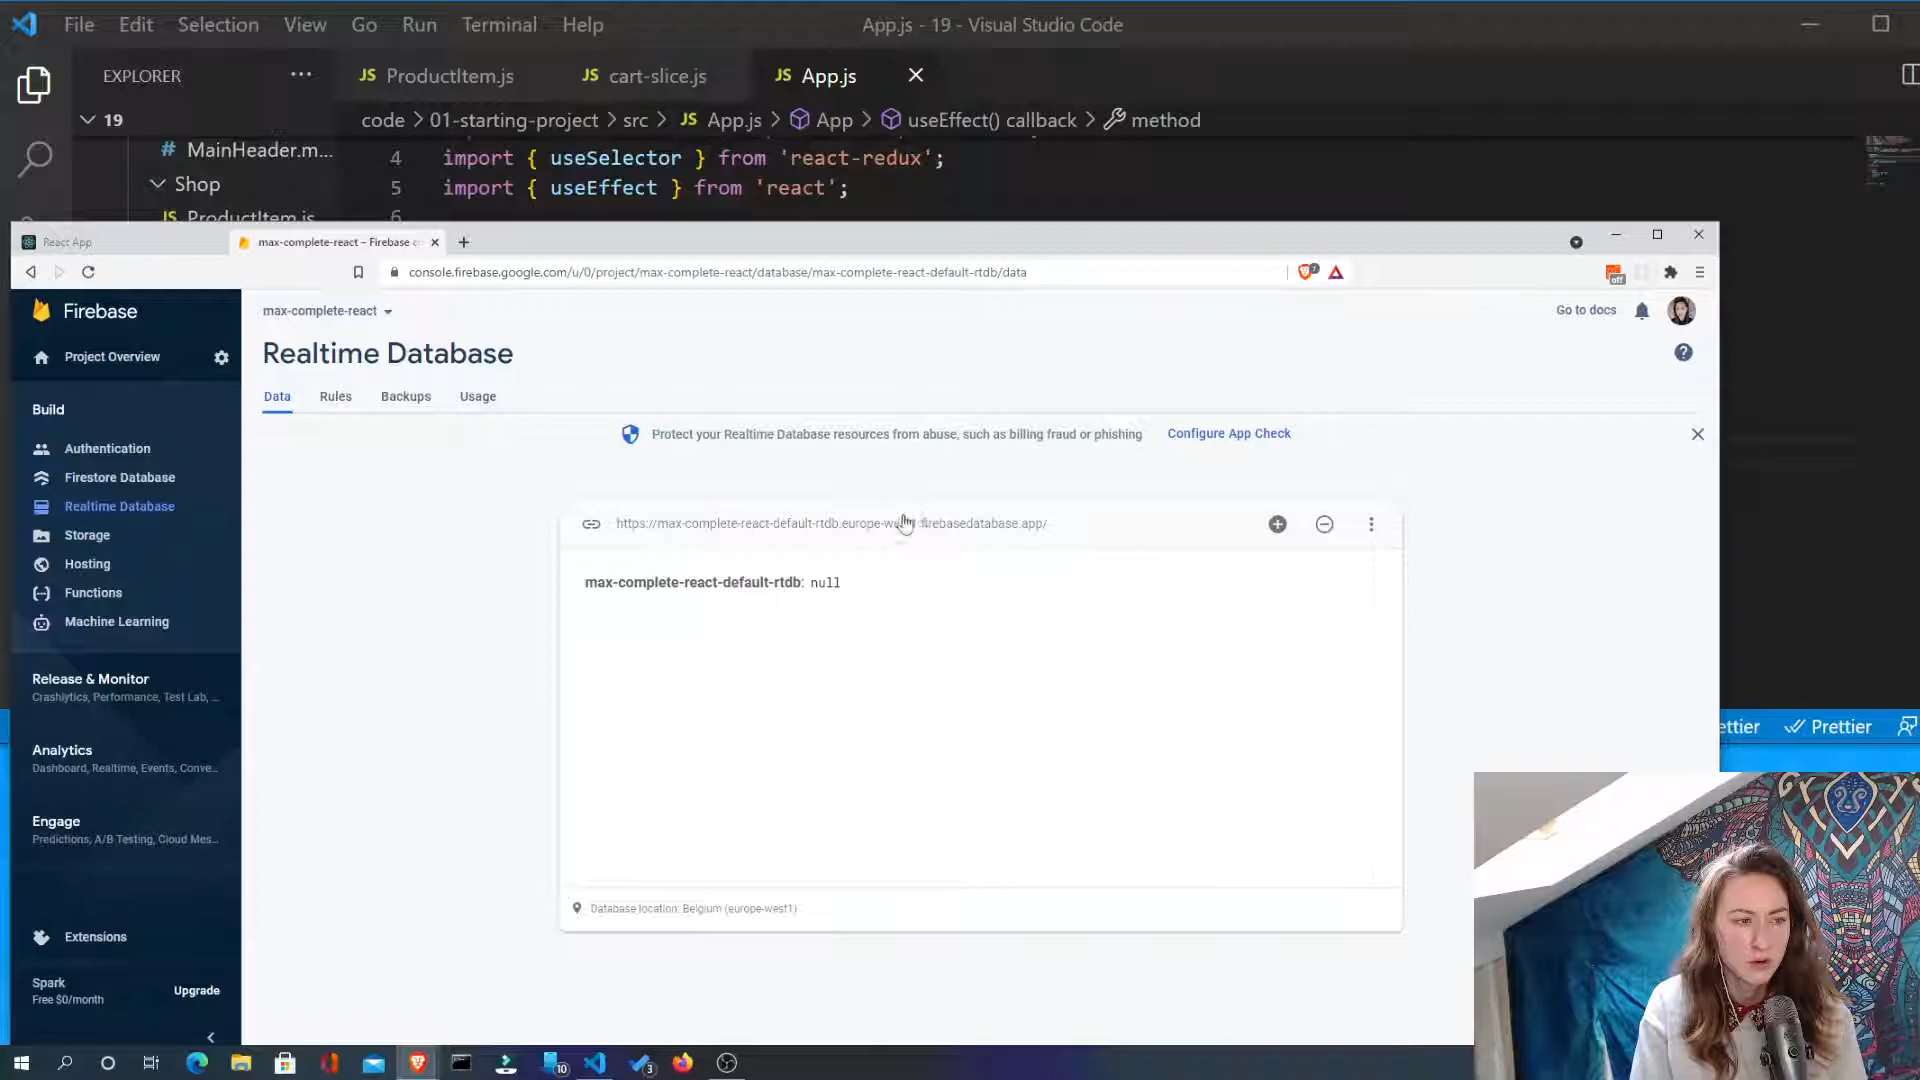 File Edit Selection View Go Run Terminal Help
App.js - 19 - Visual Studio Code
EXPLORER
JS ProductItem.js
JS cart-slice.js
JS App.js
19
code > 01-starting-project > src > JS App.js > App > useEffect() callback > method
# MainHeader.m...
Shop
JS ProductItem.js
4 import { useSelector } from 'react-redux';
5 import { useEffect } from 'react';
6
React App
max-complete-react – Firebase
console.firebase.google.com/u/0/project/max-complete-react/database/max-complete-react-default-rtdb/data
off
Firebase
max-complete-react
Go to docs
Project Overview
Realtime Database
Data Rules Backups Usage
Build
Protect your Realtime Database resources from abuse, such as billing fraud or phishing
Configure App Check
Authentication
Firestore Database
Realtime Database
Storage
Hosting
Functions
Machine Learning
https://max-complete-react-default-rtdb.europe-we firebasedatabase.app/
max-complete-react-default-rtdb: null
Release & Monitor
Crashlytics, Performance, Test Lab, ...
Analytics
Dashboard, Realtime, Events, Conve...
Engage
Predictions, A/B Testing, Cloud Mes...
Database location: Belgium (europe-west1)
Extensions
Spark
Free $0/month
Upgrade
ettier
Prettier
10
3